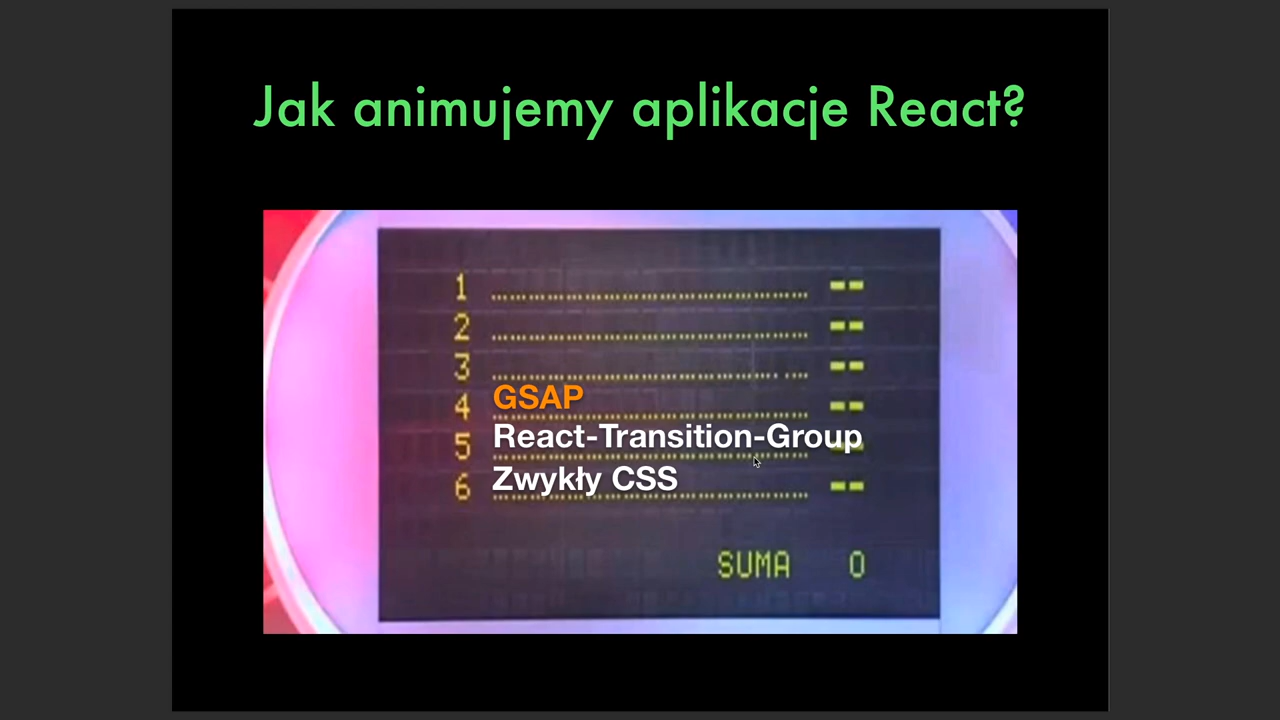 Jak animujemy aplikacje React?
1 ........................................ --
2 ........................................ --
3 ........................................ --
GSAP
4 ........................................ --
React-Transition-Group
5 ........................................ --
Zwykły CSS
6 ........................................ --
SUMA 0